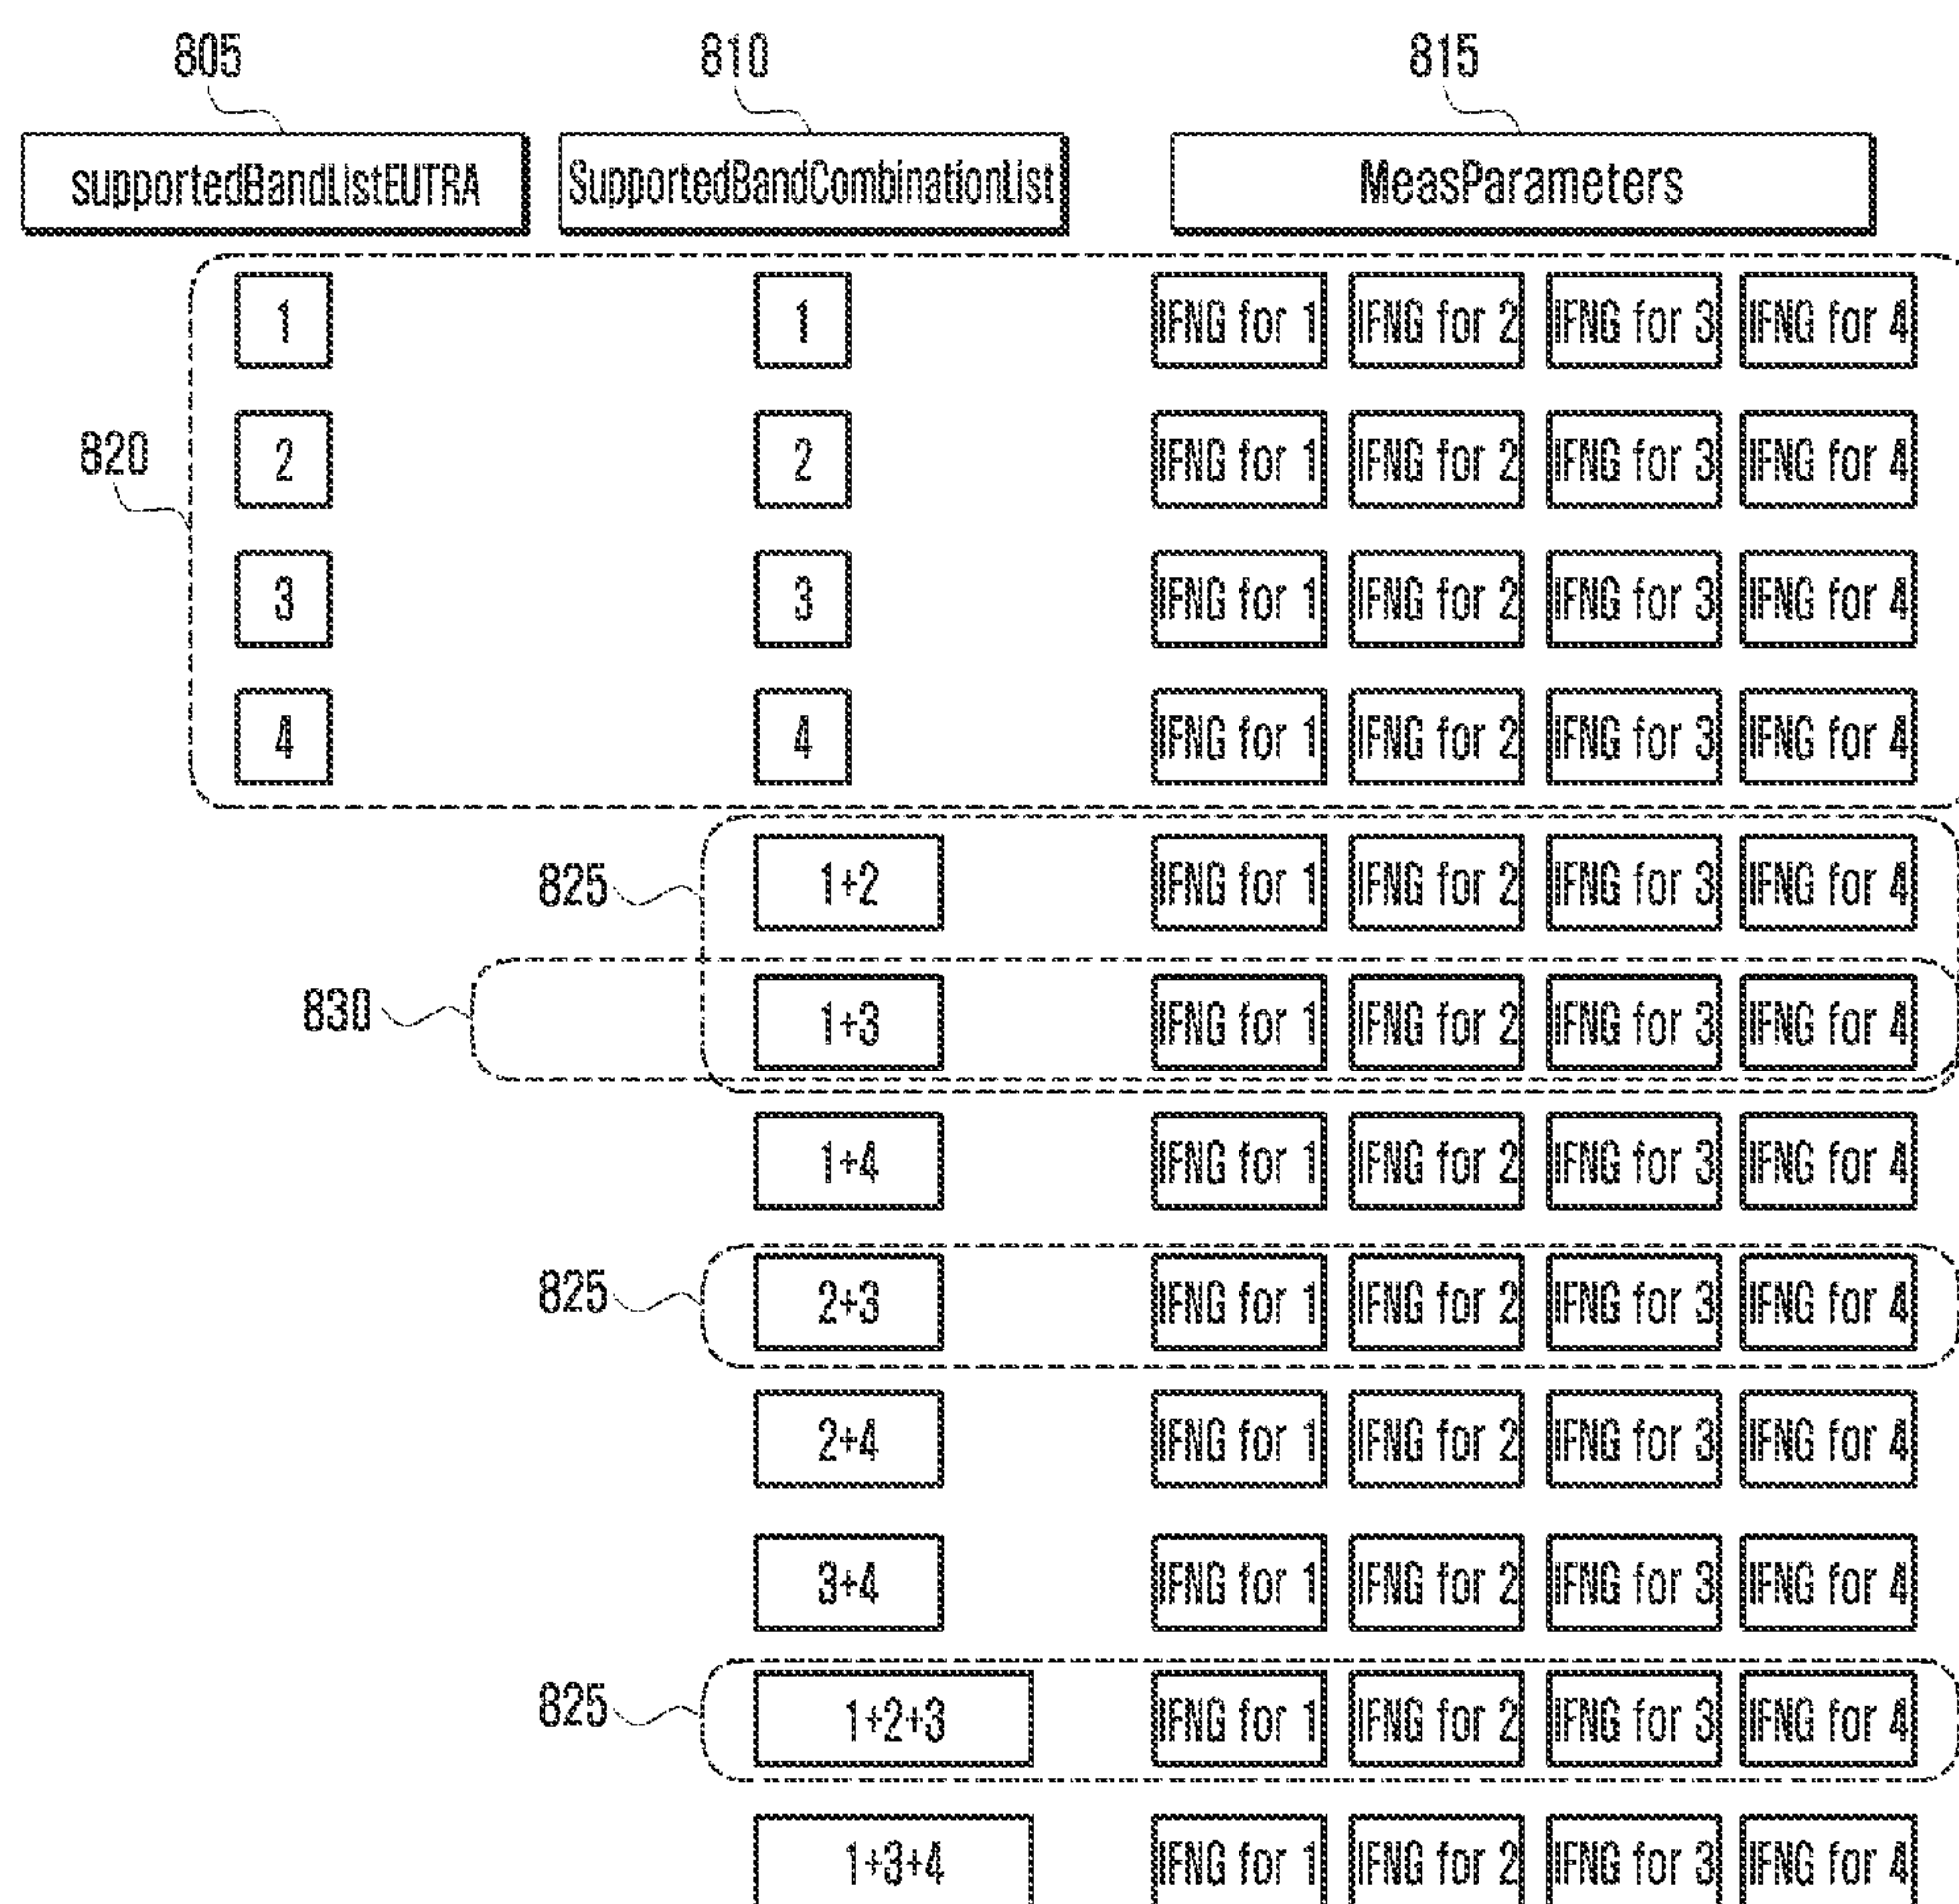 805 810 815
supportedBandListEUTRA SupportedBandCombinationList MeasParameters
1 1 IFNG for 1 IFNG for 2 IFNG for 3 IFNG for 4
820 2 2 IFNG for 1 IFNG for 2 IFNG for 3 IFNG for 4
3 3 IFNG for 1 IFNG for 2 IFNG for 3 IFNG for 4
4 4 IFNG for 1 IFNG for 2 IFNG for 3 IFNG for 4
825 1+2 IFNG for 1 IFNG for 2 IFNG for 3 IFNG for 4
830 1+3 IFNG for 1 IFNG for 2 IFNG for 3 IFNG for 4
1+4 IFNG for 1 IFNG for 2 IFNG for 3 IFNG for 4
825 2+3 IFNG for 1 IFNG for 2 IFNG for 3 IFNG for 4
2+4 IFNG for 1 IFNG for 2 IFNG for 3 IFNG for 4
3+4 IFNG for 1 IFNG for 2 IFNG for 3 IFNG for 4
825 1+2+3 IFNG for 1 IFNG for 2 IFNG for 3 IFNG for 4
1+3+4 IFNG for 1 IFNG for 2 IFNG for 3 IFNG for 4